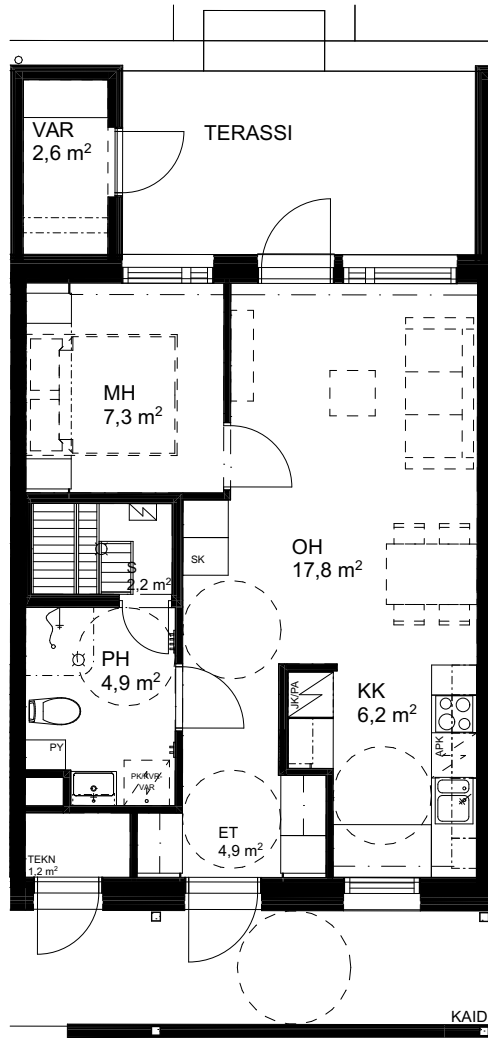 VAR
2,6 m²
TERASSI
MH
7,3 m²
SK
OH
17,8 m²
S
2,2 m²
PH
4,9 m²
JK/PA
KK
6,2 m²
APK
PY
PK/KVR-
VAR
ET
4,9 m²
TEKN
1,2 m²
KAID